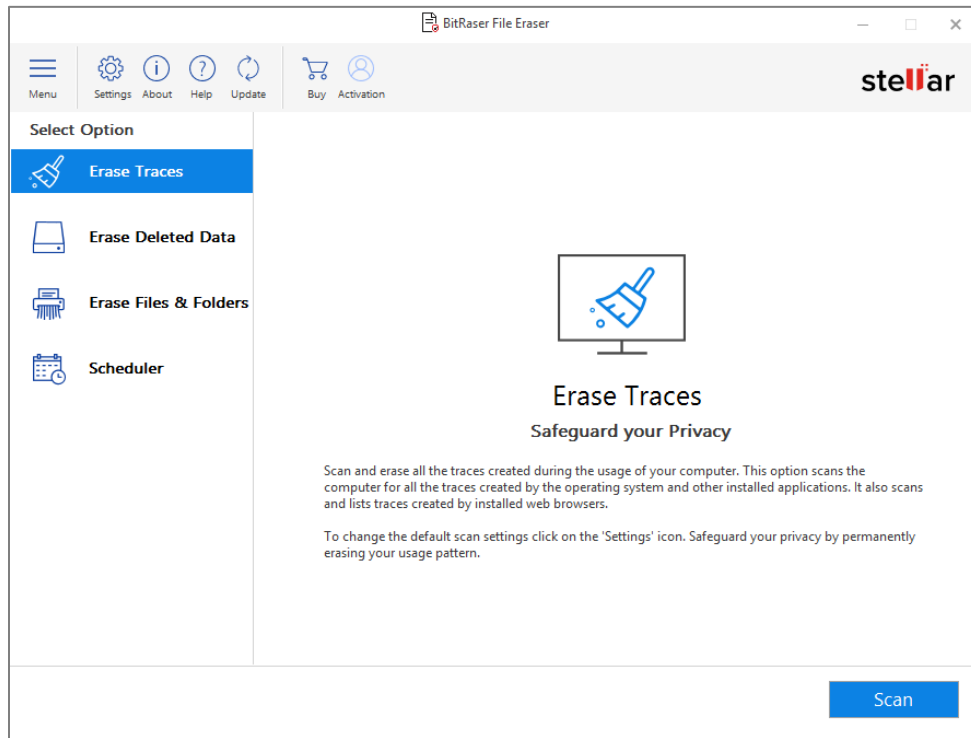 BitRaser File Eraser
Menu
Settings
About
Help
Update
Buy
Activation
stellar
Select Option
Erase Traces
Erase Deleted Data
Erase Files & Folders
Scheduler
Erase Traces
Safeguard your Privacy
Scan and erase all the traces created during the usage of your computer. This option scans the
computer for all the traces created by the operating system and other installed applications. It also scans
and lists traces created by installed web browsers.
To change the default scan settings click on the 'Settings' icon. Safeguard your privacy by permanently
erasing your usage pattern.
Scan